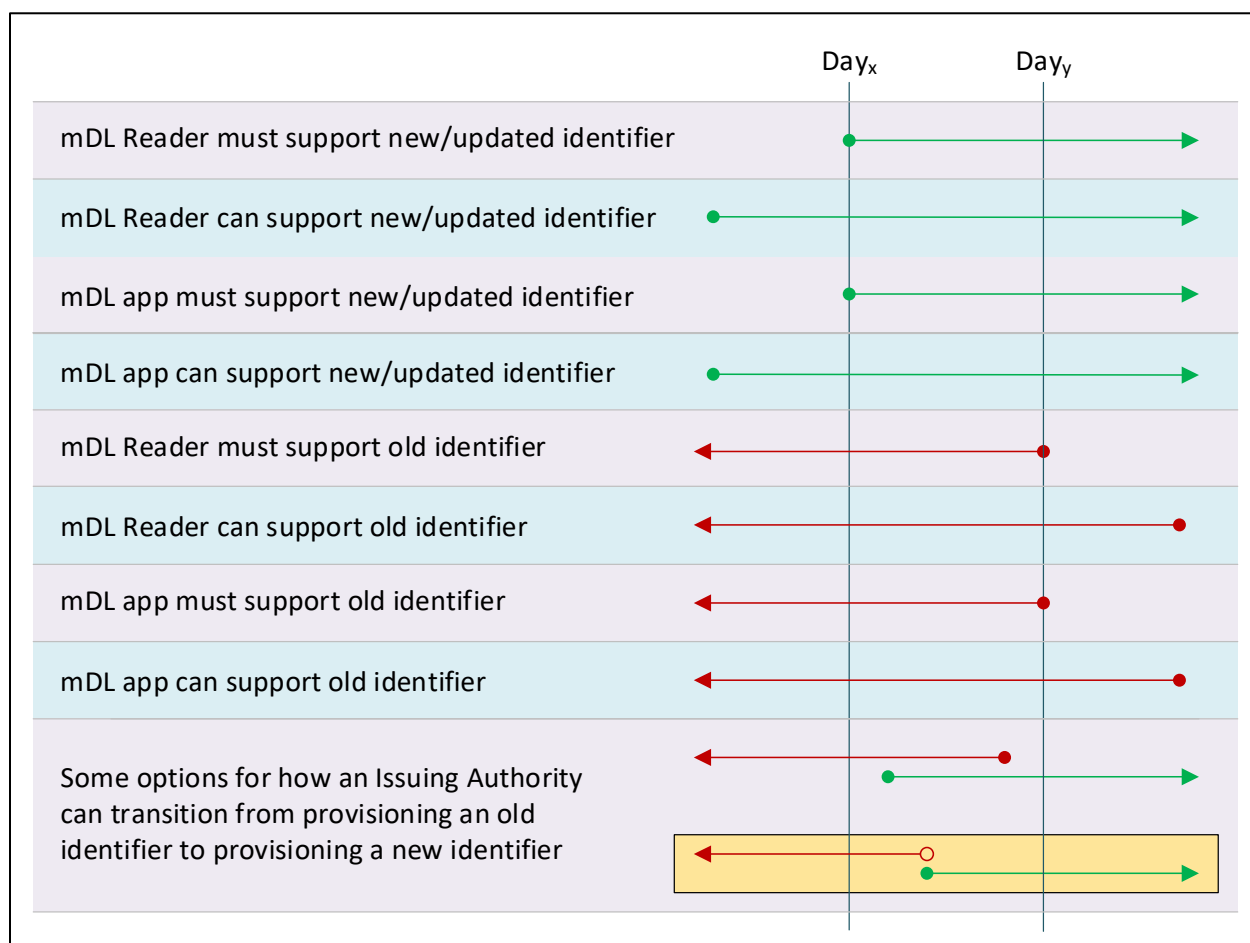 Dayx Dayy
mDL Reader must support new/updated identifier
mDL Reader can support new/updated identifier
mDL app must support new/updated identifier
mDL app can support new/updated identifier
mDL Reader must support old identifier
mDL Reader can support old identifier
mDL app must support old identifier
mDL app can support old identifier
Some options for how an Issuing Authority
can transition from provisioning an old
identifier to provisioning a new identifier